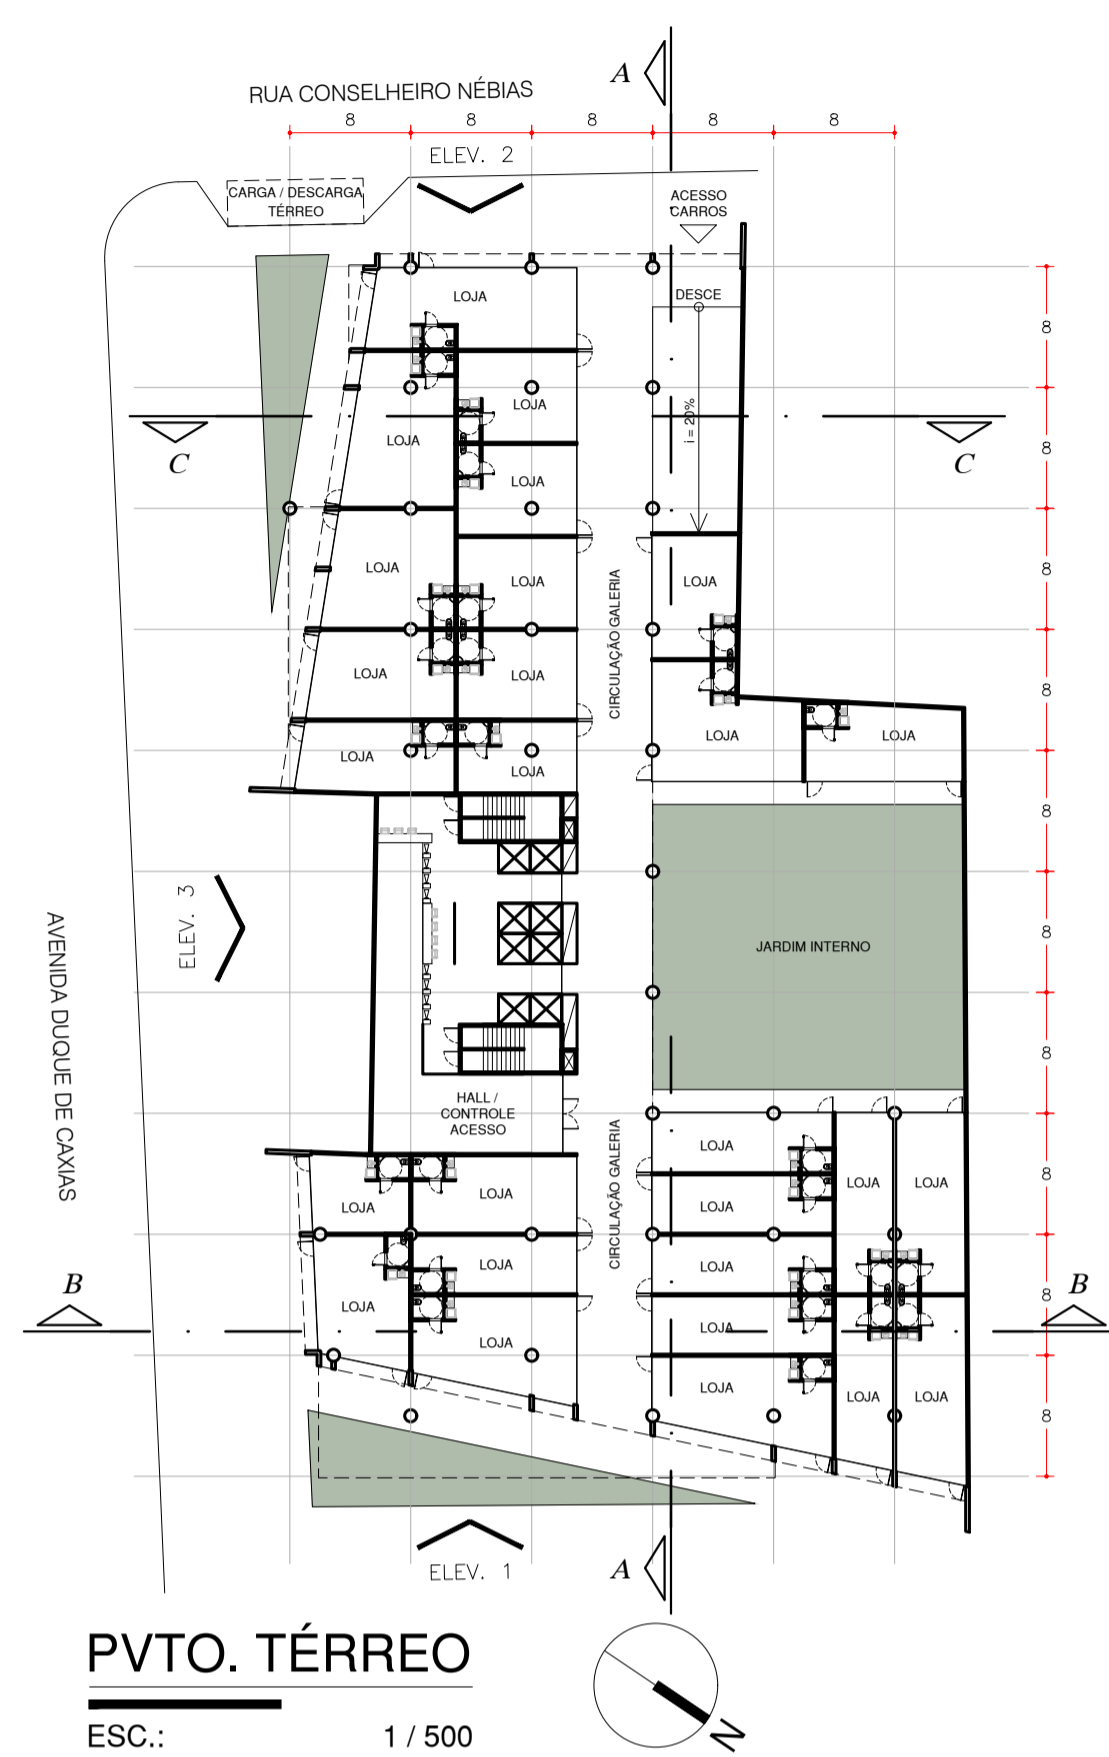 RUA CONSELHEIRO NÉBIAS
A
8 8 8 8 8
ELEV. 2
CARGA / DESCARGA
TÉRREO
ACESSO
CARROS
DESCE
LOJA
8
LOJA
i = 20%
LOJA
8
C
C
LOJA
8
LOJA
LOJA
LOJA
CIRCULAÇÃO GALERIA
8
LOJA
LOJA
8
LOJA
LOJA
LOJA
LOJA
8
ELEV. 3
AVENIDA DUQUE DE CAXIAS
JARDIM INTERNO
8
8
HALL /
CONTROLE
ACESSO
CIRCULAÇÃO GALERIA
LOJA
8
LOJA
LOJA
LOJA
LOJA
LOJA
LOJA
LOJA
B
B
8
LOJA
LOJA
LOJA
LOJA
LOJA
LOJA
8
ELEV. 1
A
PVTO. TÉRREO
ESC.: 1 / 500
N